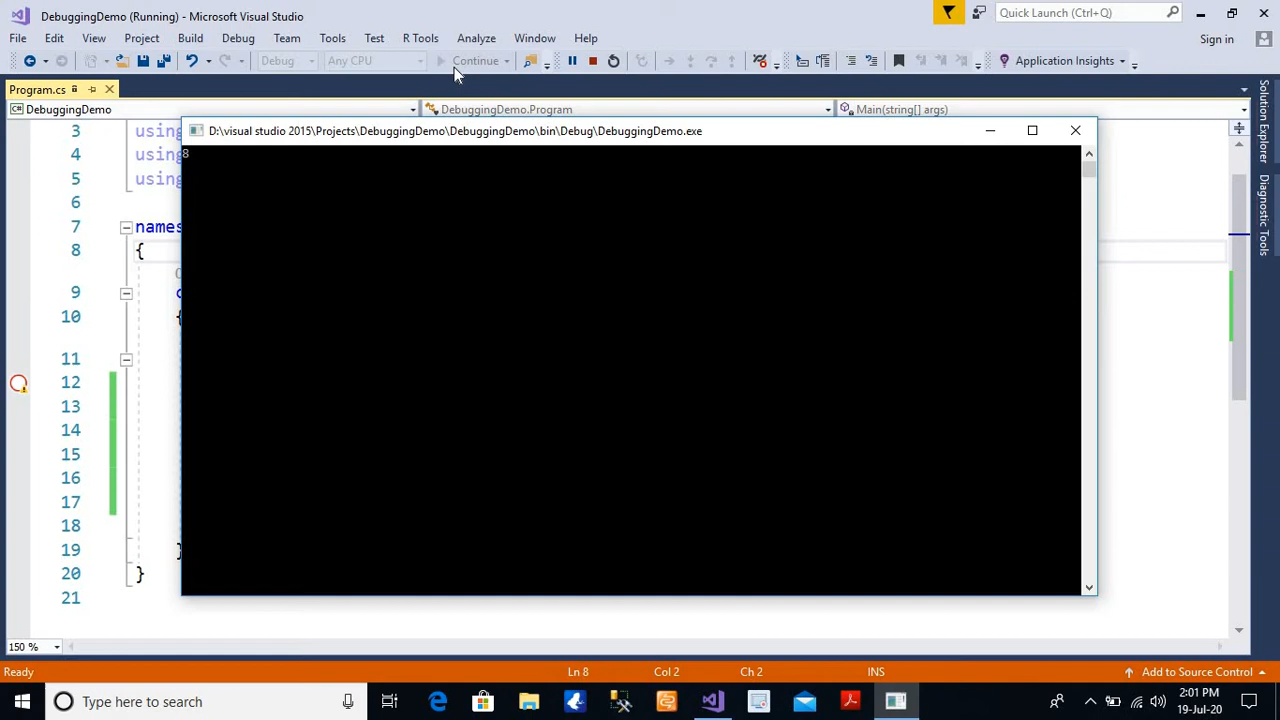 DebuggingDemo (Running) - Microsoft Visual Studio
Quick Launch (Ctrl+Q)
File Edit View Project Build Debug Team Tools Test R Tools Analyze Window Help
Sign in
Debug Any CPU Continue Application Insights
Program.cs
DebuggingDemo DebuggingDemo.Program Main(string[] args)
D:\visual studio 2015\Projects\DebuggingDemo\DebuggingDemo\bin\Debug\DebuggingDemo.exe
8
3 using
4 using
5 using
6
7 names
8 {
9
10 {
11
12
13
14
15
16
17
18
19 }
20 }
21
Solution Explorer
Diagnostic Tools
150 %
Ready Ln 8 Col 2 Ch 2 INS Add to Source Control
Type here to search
2:01 PM
19-Jul-20